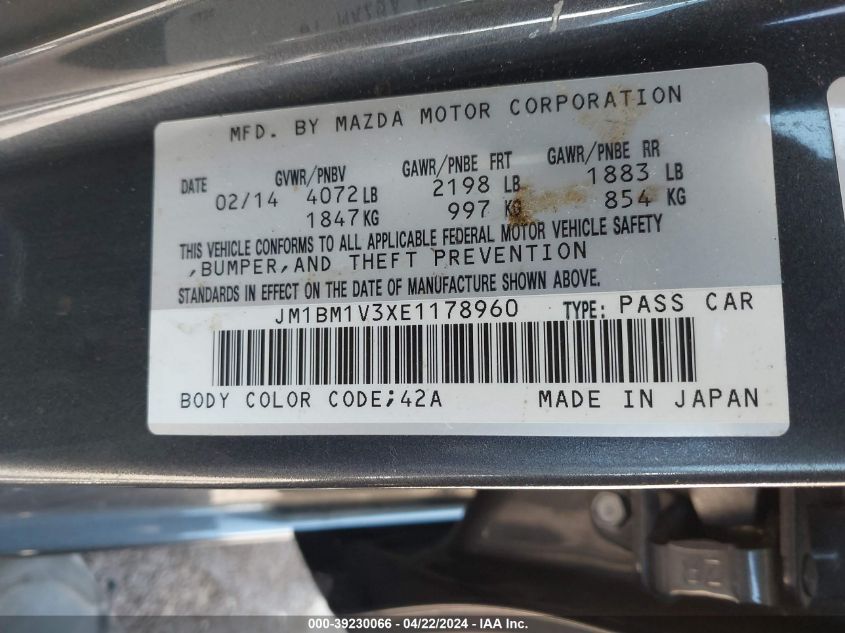 MFD. BY MAZDA MOTOR CORPORATION
DATE GVWR/PNBV GAWR/PNBE FRT GAWR/PNBE RR
02/14 4072 LB 2198 LB 1883 LB
1847 KG 997 KG 854 KG
THIS VEHICLE CONFORMS TO ALL APPLICABLE FEDERAL MOTOR VEHICLE SAFETY
,BUMPER,AND THEFT PREVENTION
STANDARDS IN EFFECT ON THE DATE OF MANUFACTURE SHOWN ABOVE.
JM1BM1V3XE1178960 TYPE: PASS CAR
BODY COLOR CODE;42A MADE IN JAPAN
000-39230066 - 04/22/2024 - IAA Inc.